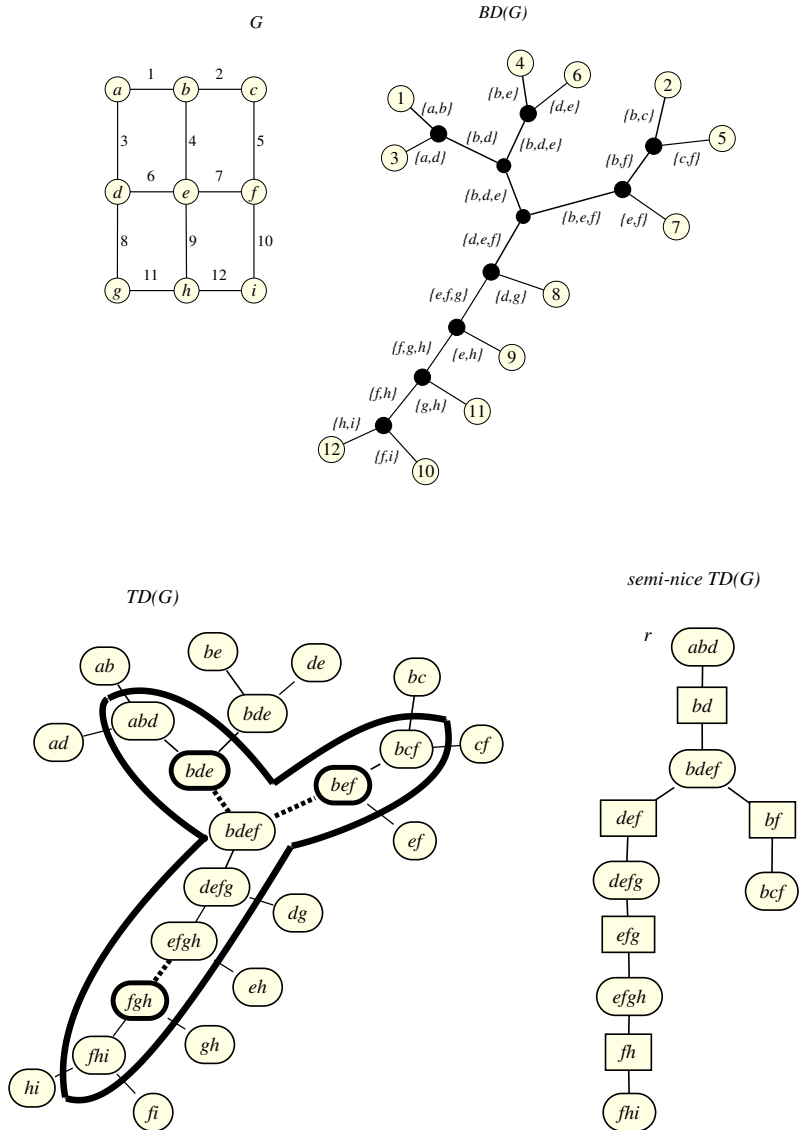 G
BD(G)
1 2
a b c
3 4 5
6 7
d e f
8 9 10
11 12
g h i
4
6
{b,e}
{d,e}
1
{a,b}
3
{a,d}
{b,d}
{b,d,e}
{b,d,e}
2
{b,c}
5
{c,f}
{b,f}
{b,e,f}
{e,f}
7
{d,e,f}
{d,g}
8
{e,f,g}
{e,h}
9
{f,g,h}
{g,h}
11
{f,h}
{h,i}
12
{f,i}
10
TD(G)
ab
be
de
ad
abd
bde
bde
bc
bcf
cf
bef
ef
bdef
defg
dg
efgh
eh
fgh
gh
fhi
hi
fi
semi-nice TD(G)
r
abd
bd
bdef
def
bf
defg
bcf
efg
efgh
fh
fhi